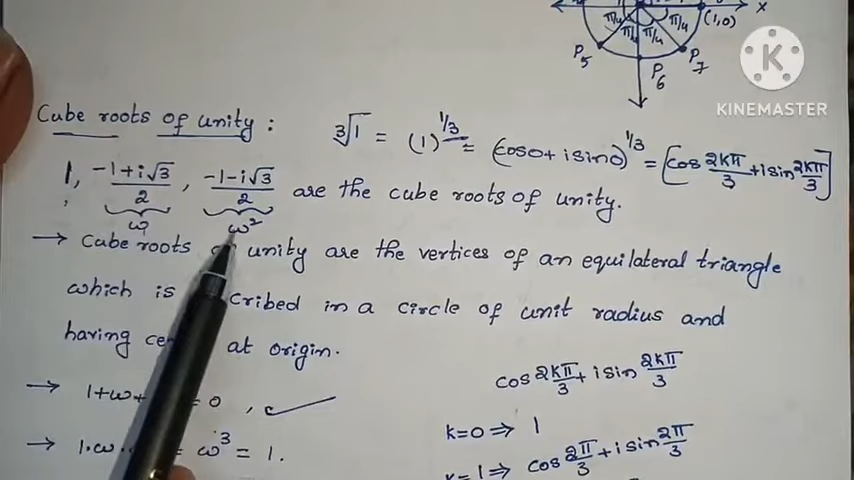 π/4 π/4
π/4 π/4 (1,0) x
P5 P6 P7
KINEMASTER
Cube roots of unity : ∛1 = (1)^1/3 = (cos0+isin0)^1/3 = [cos 2kπ/3 + isin 2kπ/3]
1, (-1+i√3)/2, (-1-i√3)/2 are the cube roots of unity.
ω ω²
→ Cube roots unity are the vertices of an equilateral triangle
which is cribed in a circle of unit radius and
having ce at origin.
cos 2kπ/3 + isin 2kπ/3
→ 1+ω+ = 0 , ✓
k=0 ⇒ 1
→ 1.ω. = ω³ = 1.
k=1 ⇒ cos 2π/3 + isin 2π/3